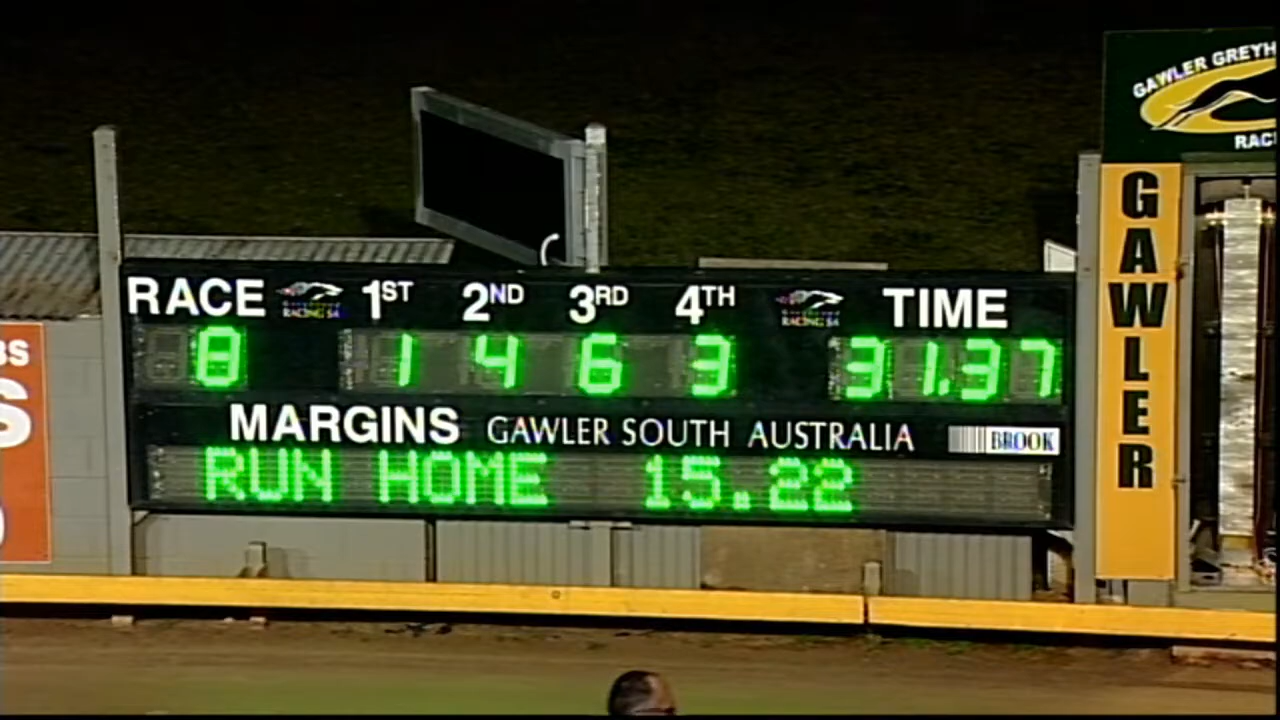 GAWLER GREYH
RAC
GAWLER
RACE 1ST 2ND 3RD 4TH TIME
RACING SA
RACING SA
8 1 4 6 3 31.37
MARGINS GAWLER SOUTH AUSTRALIA BROOK
RUN HOME 15.22
BS
S